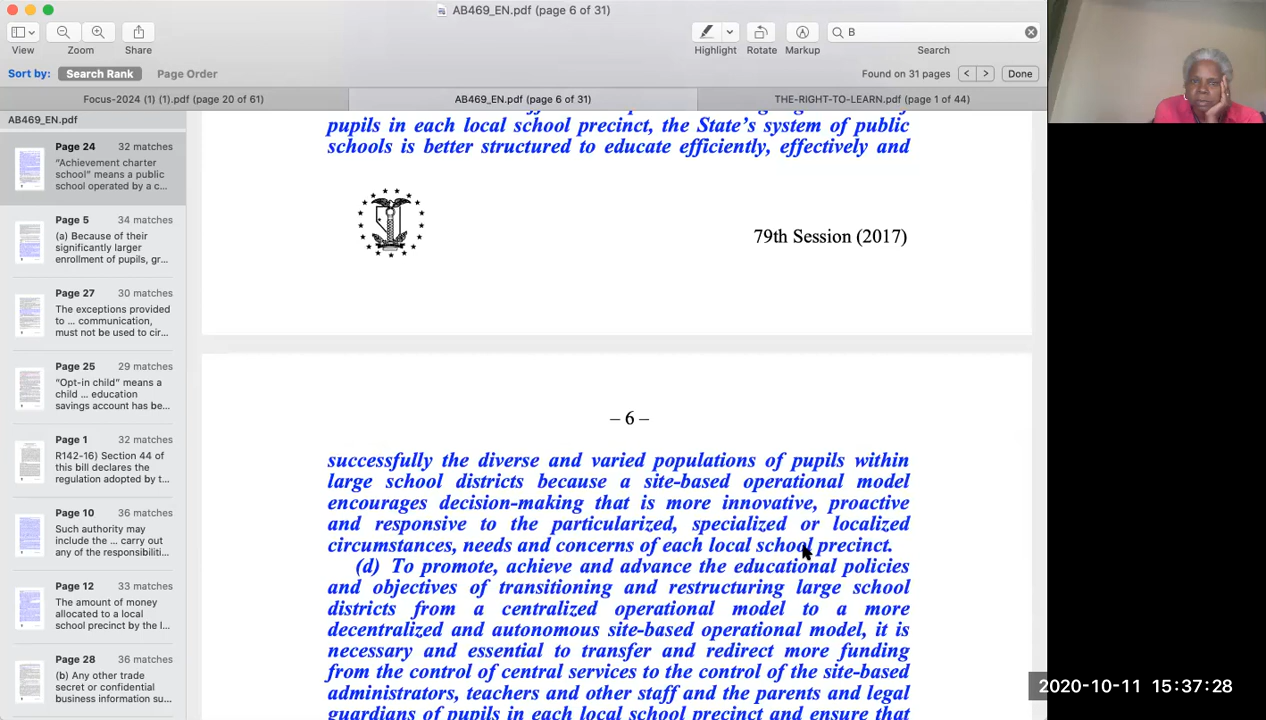 AB469_EN.pdf (page 6 of 31)
B
View
Zoom
Share
Highlight
Rotate
Markup
Search
Sort by:
Search Rank
Page Order
Found on 31 pages
Done
Focus-2024 (1) (1).pdf (page 20 of 61)
AB469_EN.pdf (page 6 of 31)
THE-RIGHT-TO-LEARN.pdf (page 1 of 44)
AB469_EN.pdf
Page 24 32 matches
“Achievement charter
school” means a public
school operated by a c...
Page 5 34 matches
(a) Because of their
significantly larger
enrollment of pupils, gr...
Page 27 30 matches
The exceptions provided
to ... communication,
must not be used to cir...
Page 25 29 matches
“Opt-in child” means a
child ... education
savings account has be...
Page 1 32 matches
R142-16) Section 44 of
this bill declares the
regulation adopted by t...
Page 10 36 matches
Such authority may
include the ... carry out
any of the responsibiliti...
Page 12 33 matches
The amount of money
allocated to a local
school precinct by the l...
Page 28 36 matches
(b) Any other trade
secret or confidential
business information su...
pupils in each local school precinct, the State’s system of public
schools is better structured to educate efficiently, effectively and
79th Session (2017)
– 6 –
successfully the diverse and varied populations of pupils within
large school districts because a site-based operational model
encourages decision-making that is more innovative, proactive
and responsive to the particularized, specialized or localized
circumstances, needs and concerns of each local school precinct.
(d) To promote, achieve and advance the educational policies
and objectives of transitioning and restructuring large school
districts from a centralized operational model to a more
decentralized and autonomous site-based operational model, it is
necessary and essential to transfer and redirect more funding
from the control of central services to the control of the site-based
administrators, teachers and other staff and the parents and legal
guardians of pupils in each local school precinct and ensure that
2020-10-11 15:37:28